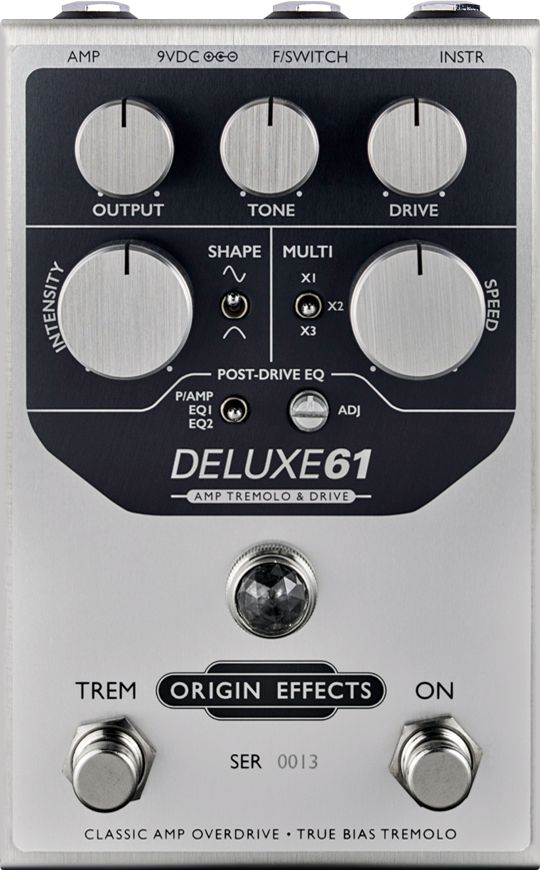 AMP 9VDC F/SWITCH INSTR
OUTPUT TONE DRIVE
INTENSITY
SHAPE MULTI
X1
X2
X3
SPEED
POST-DRIVE EQ
P/AMP
EQ1
EQ2
ADJ
DELUXE61
AMP TREMOLO & DRIVE
TREM ORIGIN EFFECTS ON
SER 0013
CLASSIC AMP OVERDRIVE • TRUE BIAS TREMOLO